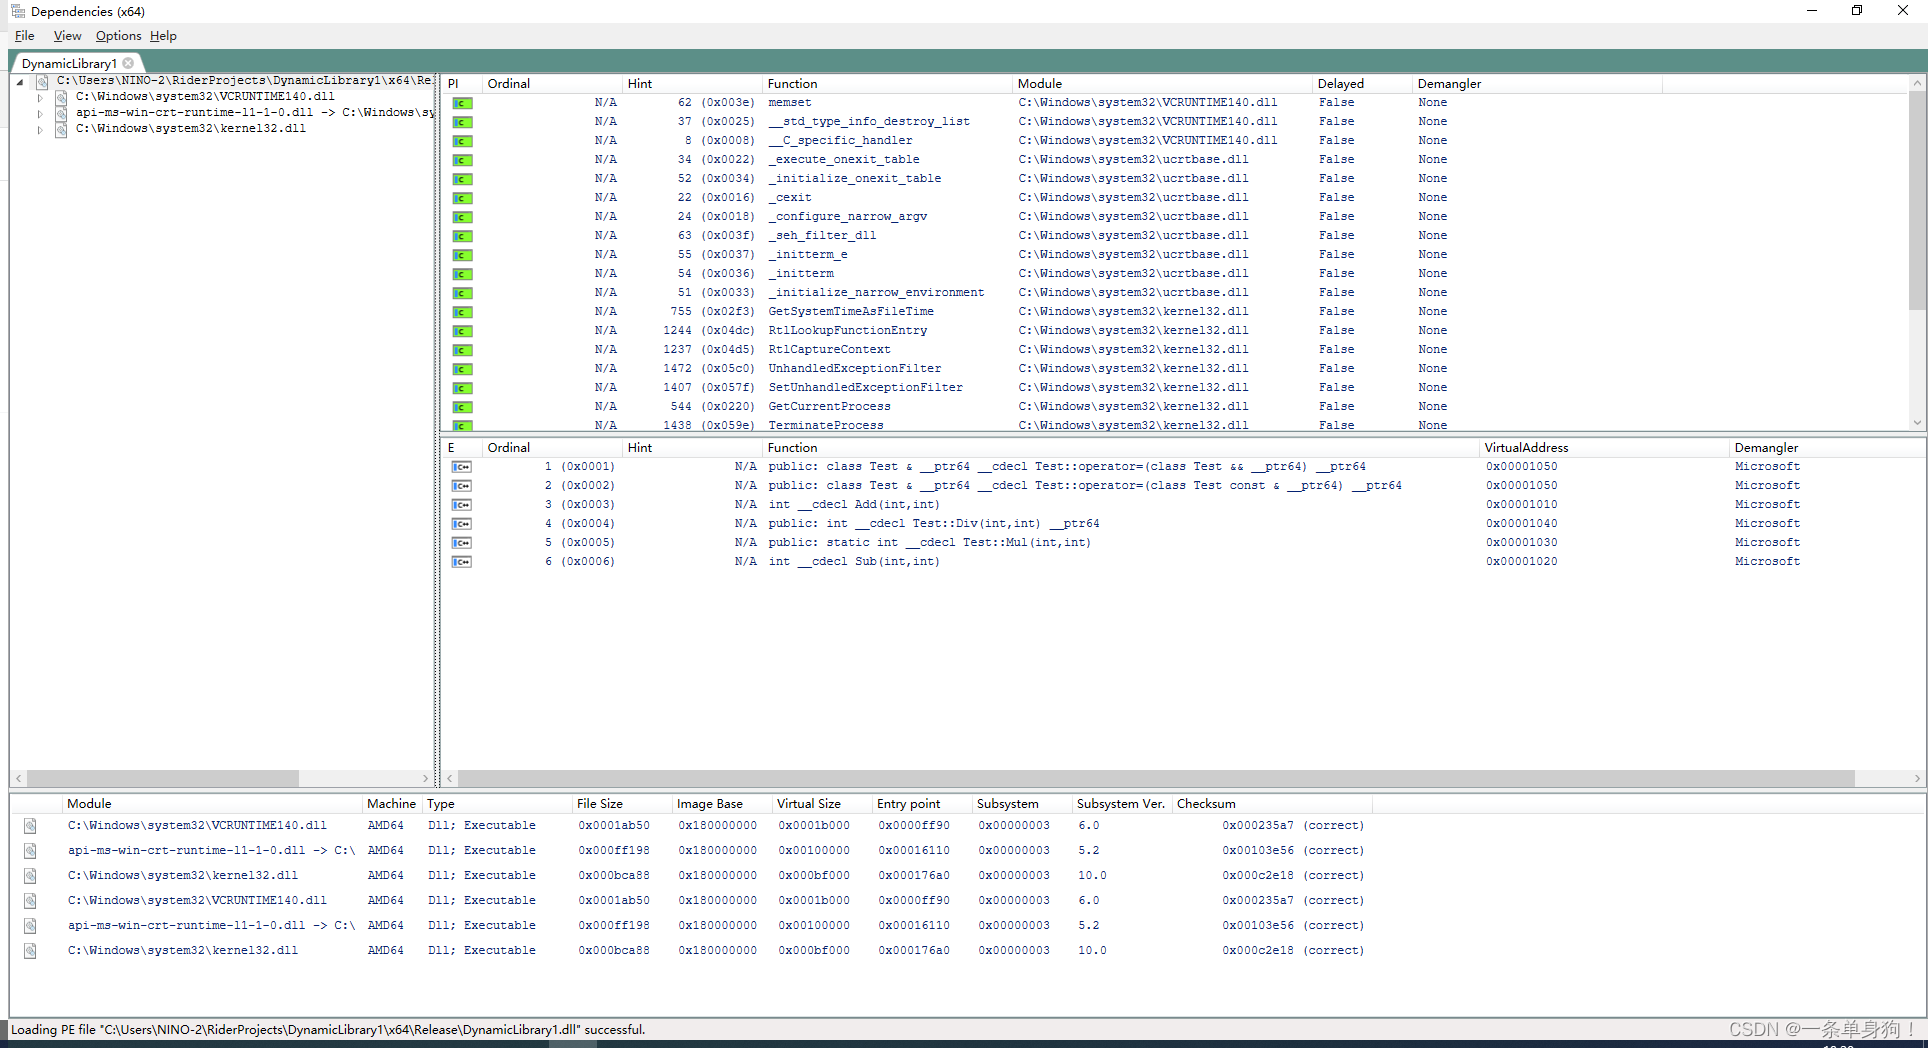 Dependencies (x64)
File View Options Help
DynamicLibrary1
C:\Users\NINO-2\RiderProjects\DynamicLibrary1\x64\Re
C:\Windows\system32\VCRUNTIME140.dll
api-ms-win-crt-runtime-l1-1-0.dll -> C:\Windows\sy
C:\Windows\system32\kernel32.dll
PI Ordinal Hint Function Module Delayed Demangler
N/A 62 (0x003e) memset C:\Windows\system32\VCRUNTIME140.dll False None
N/A 37 (0x0025) __std_type_info_destroy_list C:\Windows\system32\VCRUNTIME140.dll False None
N/A 8 (0x0008) __C_specific_handler C:\Windows\system32\VCRUNTIME140.dll False None
N/A 34 (0x0022) _execute_onexit_table C:\Windows\system32\ucrtbase.dll False None
N/A 52 (0x0034) _initialize_onexit_table C:\Windows\system32\ucrtbase.dll False None
N/A 22 (0x0016) _cexit C:\Windows\system32\ucrtbase.dll False None
N/A 24 (0x0018) _configure_narrow_argv C:\Windows\system32\ucrtbase.dll False None
N/A 63 (0x003f) _seh_filter_dll C:\Windows\system32\ucrtbase.dll False None
N/A 55 (0x0037) _initterm_e C:\Windows\system32\ucrtbase.dll False None
N/A 54 (0x0036) _initterm C:\Windows\system32\ucrtbase.dll False None
N/A 51 (0x0033) _initialize_narrow_environment C:\Windows\system32\ucrtbase.dll False None
N/A 755 (0x02f3) GetSystemTimeAsFileTime C:\Windows\system32\kernel32.dll False None
N/A 1244 (0x04dc) RtlLookupFunctionEntry C:\Windows\system32\kernel32.dll False None
N/A 1237 (0x04d5) RtlCaptureContext C:\Windows\system32\kernel32.dll False None
N/A 1472 (0x05c0) UnhandledExceptionFilter C:\Windows\system32\kernel32.dll False None
N/A 1407 (0x057f) SetUnhandledExceptionFilter C:\Windows\system32\kernel32.dll False None
N/A 544 (0x0220) GetCurrentProcess C:\Windows\system32\kernel32.dll False None
N/A 1438 (0x059e) TerminateProcess C:\Windows\system32\kernel32.dll False None
E Ordinal Hint Function VirtualAddress Demangler
1 (0x0001) N/A public: class Test & __ptr64 __cdecl Test::operator=(class Test && __ptr64) __ptr64 0x00001050 Microsoft
2 (0x0002) N/A public: class Test & __ptr64 __cdecl Test::operator=(class Test const & __ptr64) __ptr64 0x00001050 Microsoft
3 (0x0003) N/A int __cdecl Add(int,int) 0x00001010 Microsoft
4 (0x0004) N/A public: int __cdecl Test::Div(int,int) __ptr64 0x00001040 Microsoft
5 (0x0005) N/A public: static int __cdecl Test::Mul(int,int) 0x00001030 Microsoft
6 (0x0006) N/A int __cdecl Sub(int,int) 0x00001020 Microsoft
Module Machine Type File Size Image Base Virtual Size Entry point Subsystem Subsystem Ver. Checksum
C:\Windows\system32\VCRUNTIME140.dll AMD64 Dll; Executable 0x0001ab50 0x180000000 0x0001b000 0x0000ff90 0x00000003 6.0 0x000235a7 (correct)
api-ms-win-crt-runtime-l1-1-0.dll -> C:\ AMD64 Dll; Executable 0x000ff198 0x180000000 0x00100000 0x00016110 0x00000003 5.2 0x00103e56 (correct)
C:\Windows\system32\kernel32.dll AMD64 Dll; Executable 0x000bca88 0x180000000 0x000bf000 0x000176a0 0x00000003 10.0 0x000c2e18 (correct)
C:\Windows\system32\VCRUNTIME140.dll AMD64 Dll; Executable 0x0001ab50 0x180000000 0x0001b000 0x0000ff90 0x00000003 6.0 0x000235a7 (correct)
api-ms-win-crt-runtime-l1-1-0.dll -> C:\ AMD64 Dll; Executable 0x000ff198 0x180000000 0x00100000 0x00016110 0x00000003 5.2 0x00103e56 (correct)
C:\Windows\system32\kernel32.dll AMD64 Dll; Executable 0x000bca88 0x180000000 0x000bf000 0x000176a0 0x00000003 10.0 0x000c2e18 (correct)
Loading PE file "C:\Users\NINO-2\RiderProjects\DynamicLibrary1\x64\Release\DynamicLibrary1.dll" successful.
CSDN @一条单身狗！